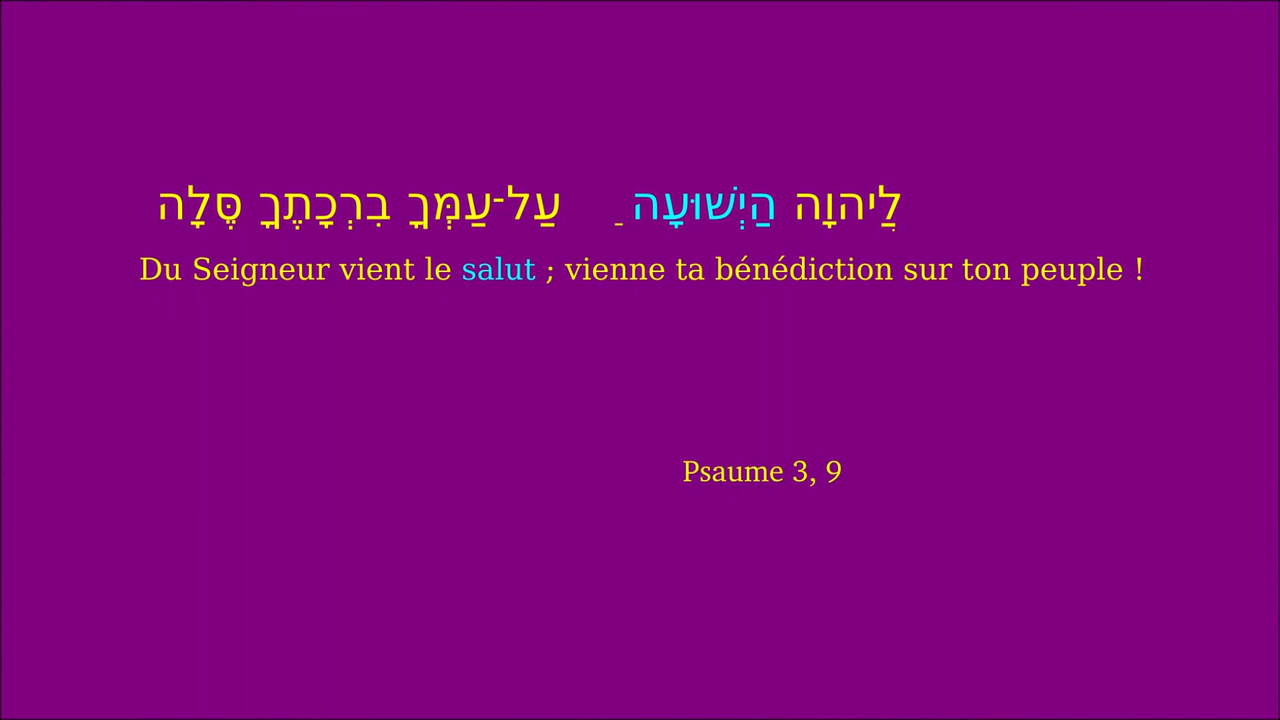 לַיהוָה הַיְשׁוּעָה עַל־עַמְּךָ בִרְכָתֶךָ סֶּלָה
Du Seigneur vient le salut ; vienne ta bénédiction sur ton peuple !
Psaume 3, 9